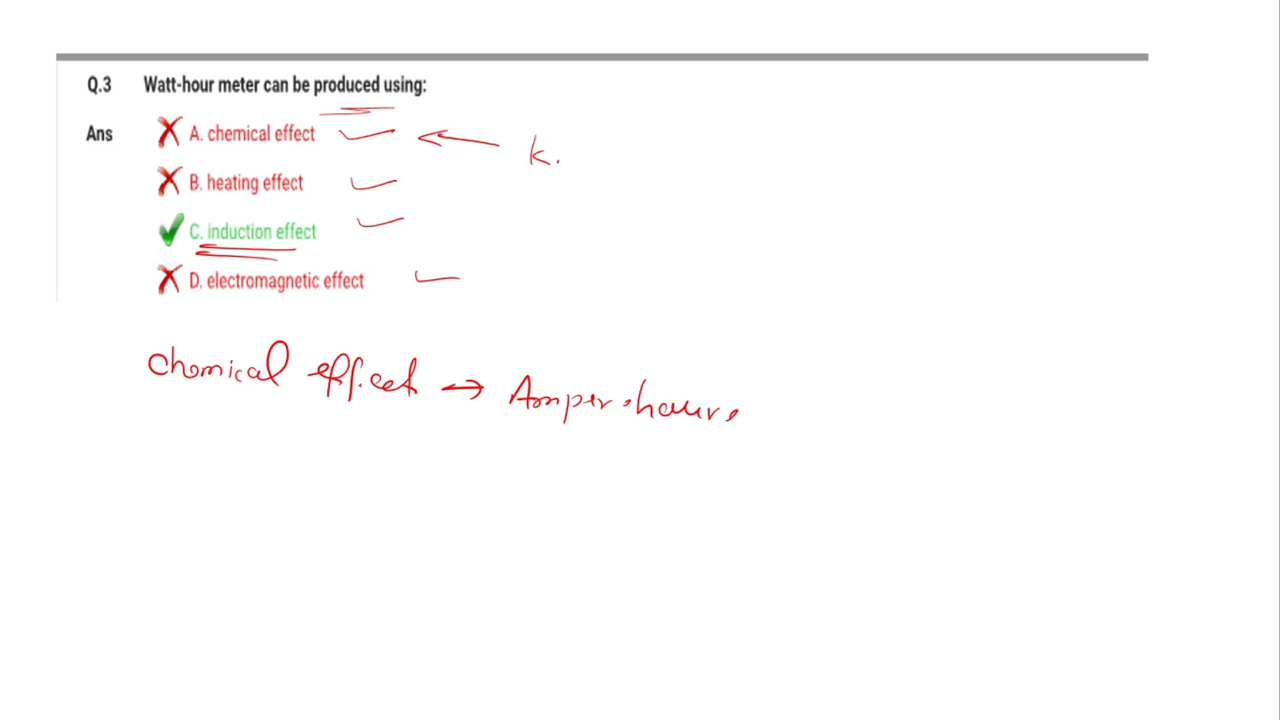 Q.3 Watt-hour meter can be produced using:
Ans A. chemical effect
k.
B. heating effect
C. induction effect
D. electromagnetic effect
chemical effect → Amper-hours